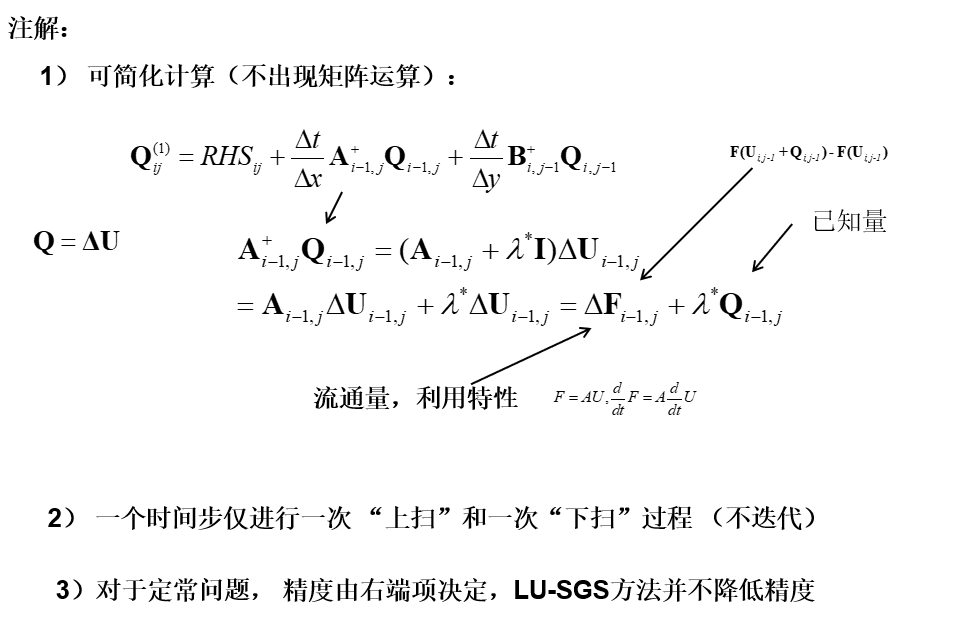 注解：
1） 可简化计算（不出现矩阵运算）：
$\mathbf{Q}_{ij}^{(1)} = RHS_{ij} + \frac{\Delta t}{\Delta x}\mathbf{A}_{i-1,j}^{+}\mathbf{Q}_{i-1,j} + \frac{\Delta t}{\Delta y}\mathbf{B}_{i,j-1}^{+}\mathbf{Q}_{i,j-1}$
$\mathbf{F}(\mathbf{U}_{i,j-1} + \mathbf{Q}_{i,j-1}) - \mathbf{F}(\mathbf{U}_{i,j-1})$
已知量
$\mathbf{Q} = \mathbf{\Delta U}$
$\mathbf{A}_{i-1,j}^{+}\mathbf{Q}_{i-1,j} = (\mathbf{A}_{i-1,j} + \lambda^{*}\mathbf{I})\Delta\mathbf{U}_{i-1,j}$
$= \mathbf{A}_{i-1,j}\Delta\mathbf{U}_{i-1,j} + \lambda^{*}\Delta\mathbf{U}_{i-1,j} = \Delta\mathbf{F}_{i-1,j} + \lambda^{*}\mathbf{Q}_{i-1,j}$
流通量，利用特性 $F = AU, \frac{d}{dt}F = A\frac{d}{dt}U$
2） 一个时间步仅进行一次 “上扫”和一次“下扫”过程 （不迭代）
3）对于定常问题， 精度由右端项决定，LU-SGS方法并不降低精度